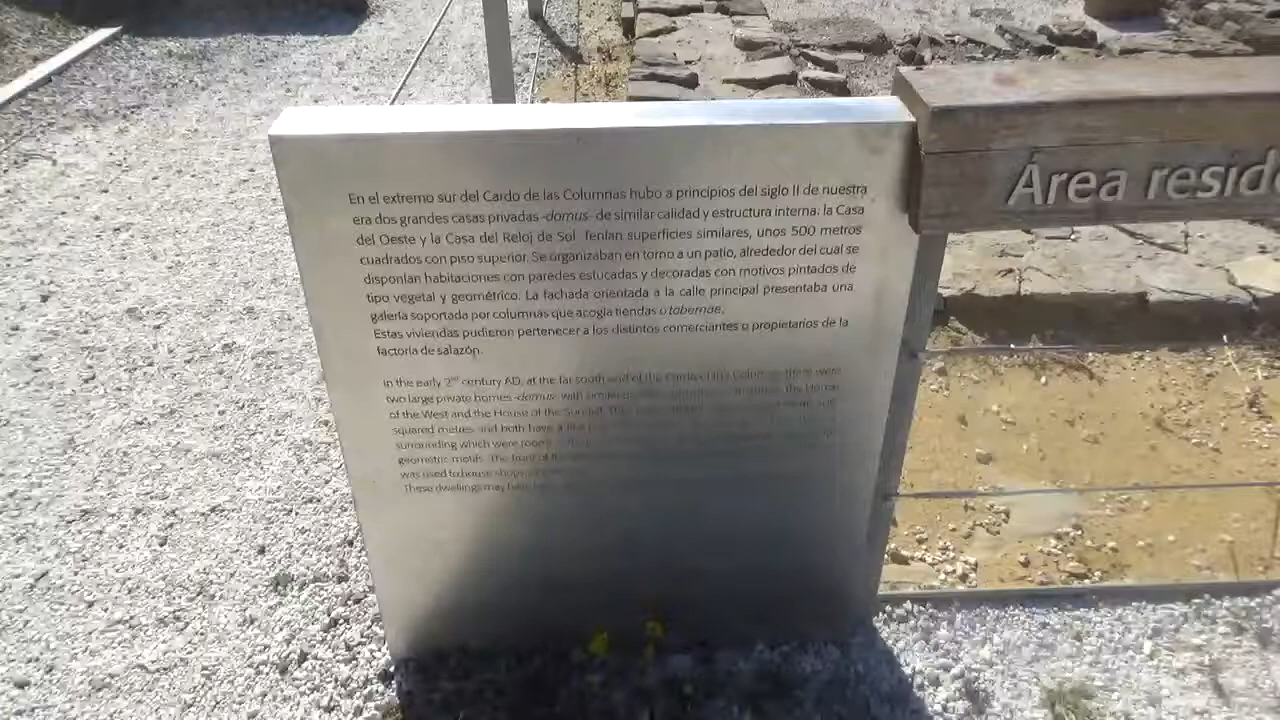 En el extremo sur del Cardo de las Columnas hubo a principios del siglo II de nuestra
era dos grandes casas privadas -domus- de similar calidad y estructura interna: la Casa
del Oeste y la Casa del Reloj de Sol. Tenían superficies similares, unos 500 metros
cuadrados con piso superior. Se organizaban en torno a un patio, alrededor del cual se
disponían habitaciones con paredes estucadas y decoradas con motivos pintados de
tipo vegetal y geométrico. La fachada orientada a la calle principal presentaba una
galería soportada por columnas que acogía tiendas o tabernae.
Estas viviendas pudieron pertenecer a los distintos comerciantes o propietarios de la
factoría de salazón.
In the early 2nd century AD, at the far south end of the Cardo of the Columns there were
two large private homes -domus- with similar
of the West and the House of the Sundial.
squared metres and both have a
surrounding which were rooms
geometric motifs. The front of
was used to house shops
These dwellings may have
Área reside